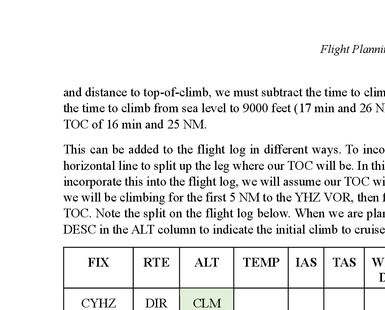 Flight Planni
and distance to top-of-climb, we must subtract the time to clim
the time to climb from sea level to 9000 feet (17 min and 26 N
TOC of 16 min and 25 NM.
This can be added to the flight log in different ways. To inco
horizontal line to split up the leg where our TOC will be. In thi
incorporate this into the flight log, we will assume our TOC wi
we will be climbing for the first 5 NM to the YHZ VOR, then f
TOC. Note the split on the flight log below. When we are plan
DESC in the ALT column to indicate the initial climb to cruise
FIX RTE ALT TEMP IAS TAS W
D
CYHZ DIR CLM